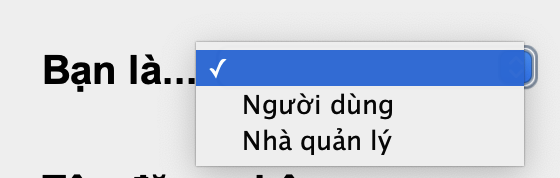 Bạn là...
Người dùng
Nhà quản lý